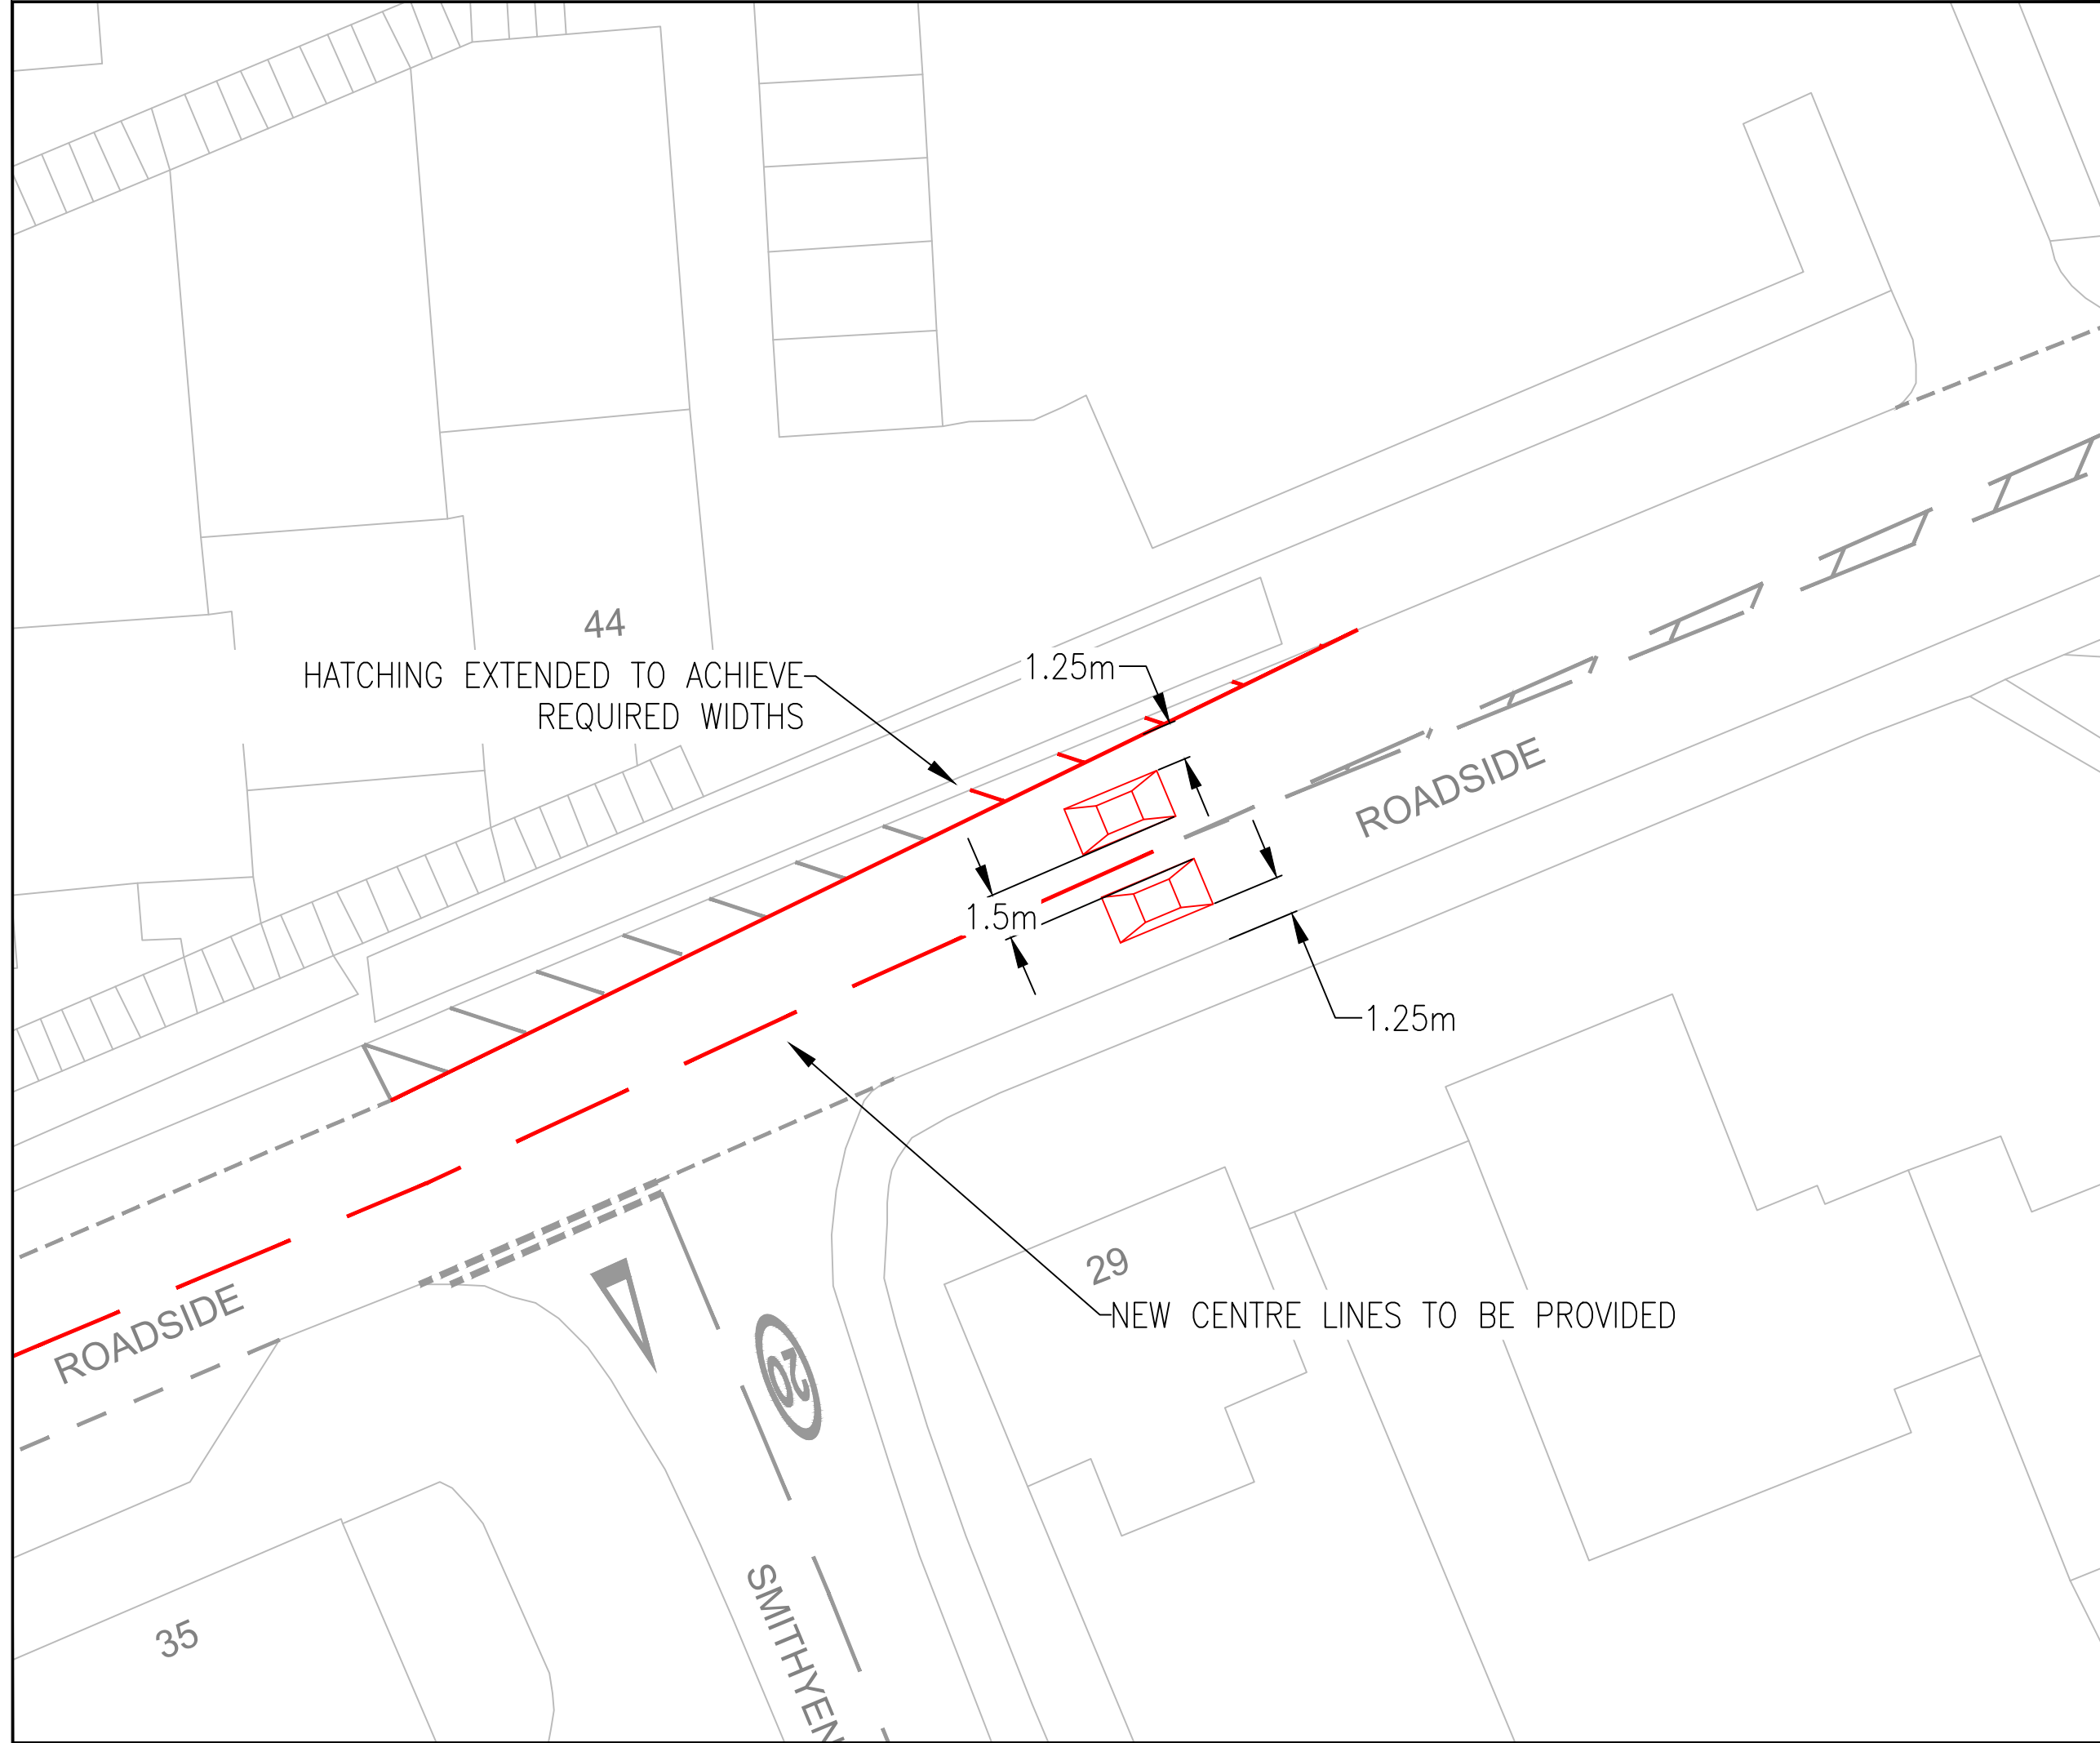 44
HATCHING EXTENDED TO ACHIEVE
REQUIRED WIDTHS
1.25m
ROADSIDE
1.5m
1.25m
29
NEW CENTRE LINES TO BE PROVIDED
ROADSIDE
20
35